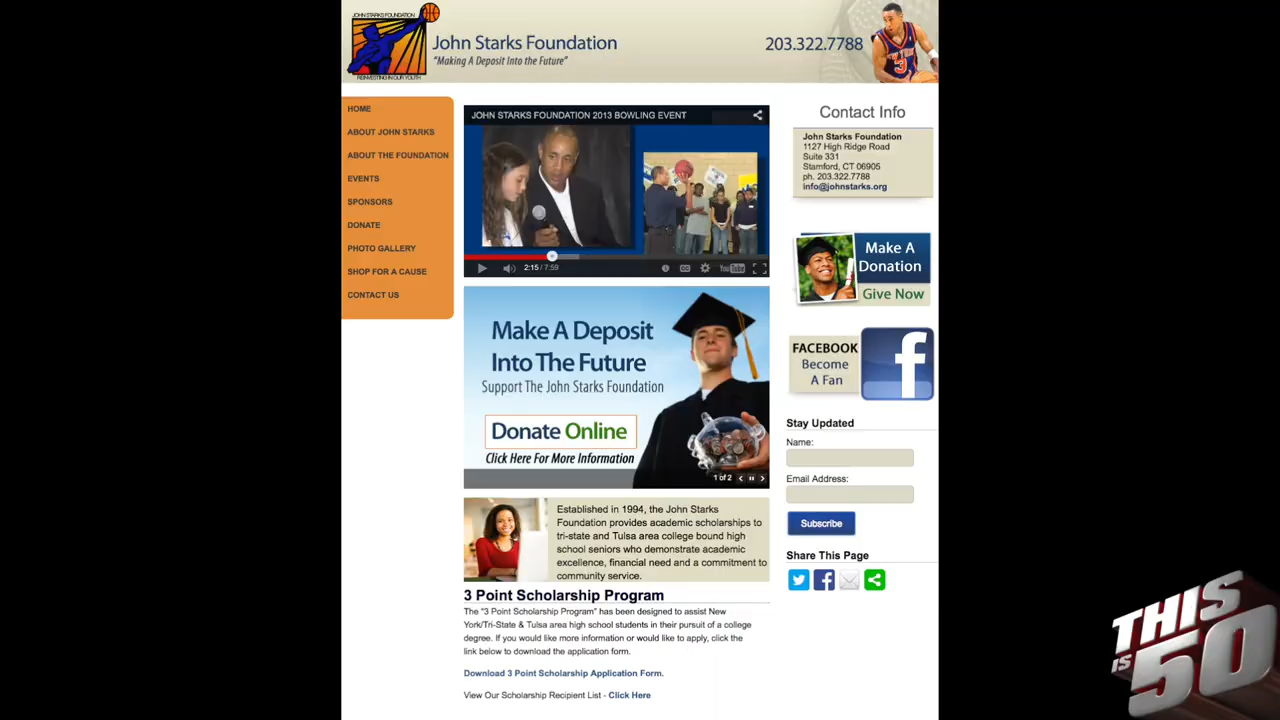 JOHN STARKS FOUNDATION
REINVESTING IN OUR YOUTH
John Starks Foundation
"Making A Deposit Into the Future"
203.322.7788
NEW YORK
3
HOME
ABOUT JOHN STARKS
ABOUT THE FOUNDATION
EVENTS
SPONSORS
DONATE
PHOTO GALLERY
SHOP FOR A CAUSE
CONTACT US
JOHN STARKS FOUNDATION 2013 BOWLING EVENT
2:15 / 7:59
YouTube
Make A Deposit
Into The Future
Support The John Starks Foundation
Donate Online
Click Here For More Information
1 of 2
Established in 1994, the John Starks
Foundation provides academic scholarships to
tri-state and Tulsa area college bound high
school seniors who demonstrate academic
excellence, financial need and a commitment to
community service.
3 Point Scholarship Program
The "3 Point Scholarship Program" has been designed to assist New
York/Tri-State & Tulsa area high school students in their pursuit of a college
degree. If you would like more information or would like to apply, click the
link below to download the application form.
Download 3 Point Scholarship Application Form.
View Our Scholarship Recipient List - Click Here
Contact Info
John Starks Foundation
1127 High Ridge Road
Suite 331
Stamford, CT 06905
ph. 203.322.7788
info@johnstarks.org
Make A
Donation
Give Now
FACEBOOK
Become
A Fan
f
Stay Updated
Name:
Email Address:
Subscribe
Share This Page
THIS
IS 50